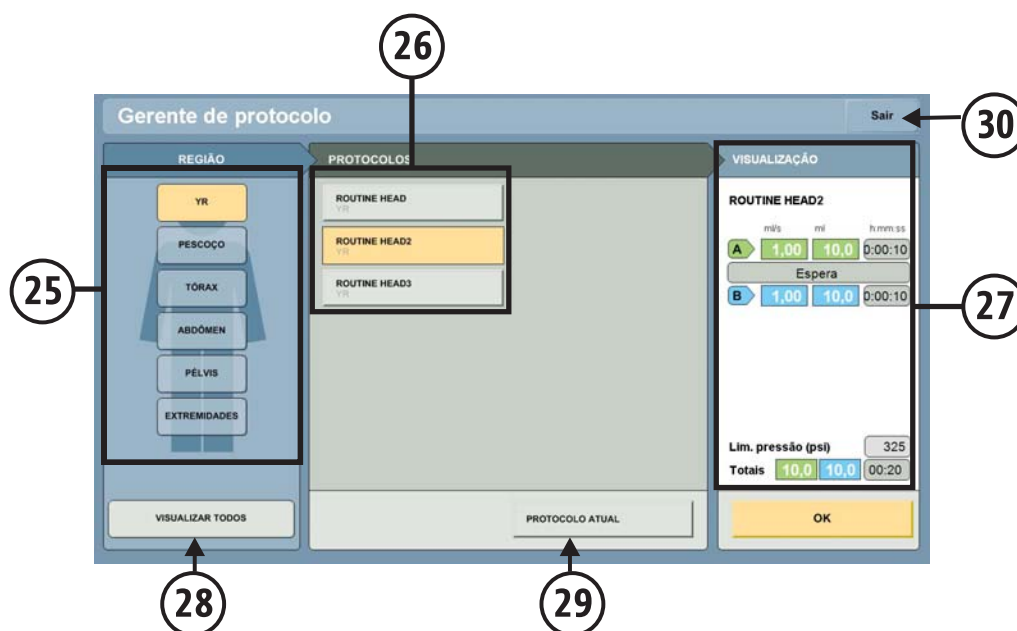 26
Gerente de protocolo
Sair
30
REGIÃO
PROTOCOLOS
VISUALIZAÇÃO
25
YR
PESCOÇO
TÓRAX
ABDÓMEN
PÉLVIS
EXTREMIDADES
ROUTINE HEAD
YR
ROUTINE HEAD2
YR
ROUTINE HEAD3
YR
ROUTINE HEAD2
ml/s ml h:mm:ss
A 1,00 10,0 0:00:10
Espera
B 1,00 10,0 0:00:10
27
Lim. pressão (psi) 325
Totais 10,0 10,0 00:20
VISUALIZAR TODOS
PROTOCOLO ATUAL
OK
28
29